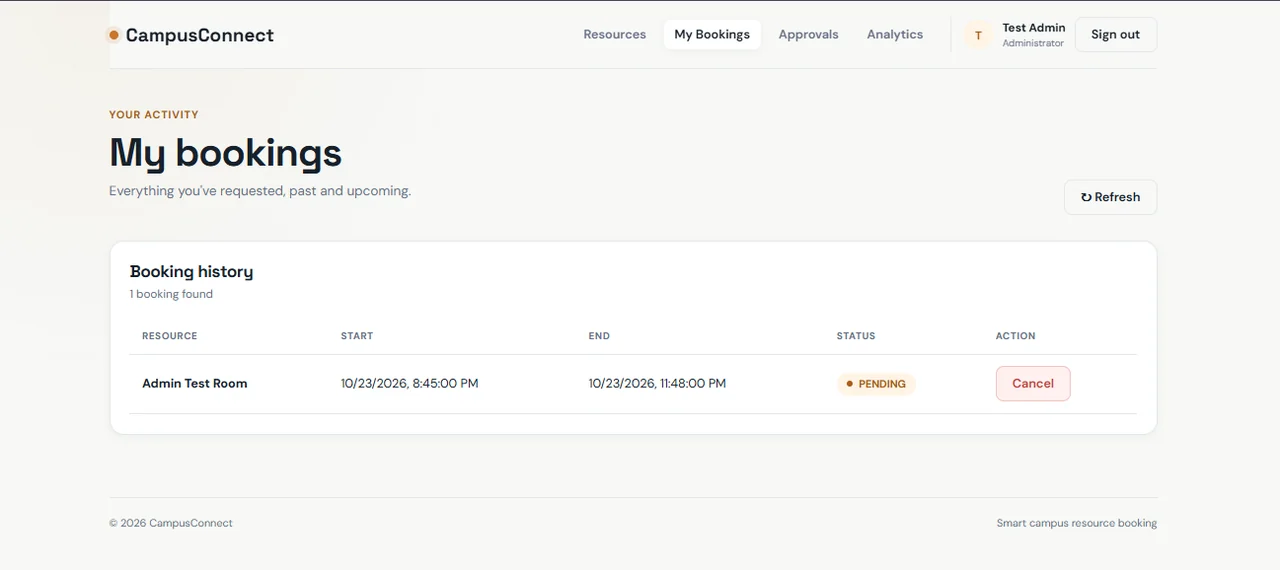 CampusConnect
Resources My Bookings Approvals Analytics T Test Admin Administrator Sign out
YOUR ACTIVITY
My bookings
Everything you've requested, past and upcoming.
↻ Refresh
Booking history
1 booking found
RESOURCE START END STATUS ACTION
Admin Test Room 10/23/2026, 8:45:00 PM 10/23/2026, 11:48:00 PM PENDING Cancel
© 2026 CampusConnect Smart campus resource booking